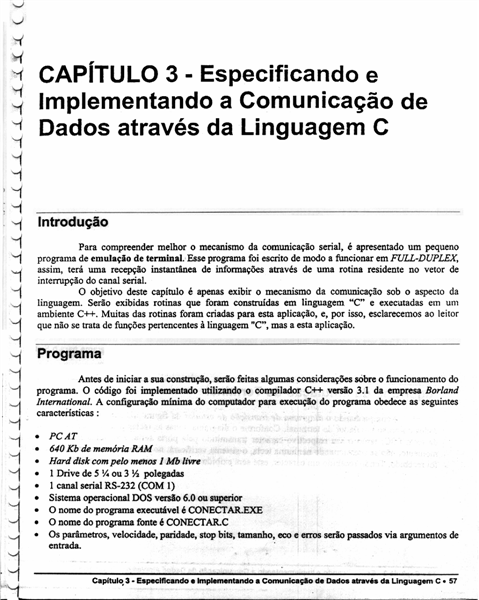 CAPÍTULO 3 - Especificando e
Implementando a Comunicação de
Dados através da Linguagem C
Introdução
Para compreender melhor o mecanismo da comunicação serial, é apresentado um pequeno
programa de emulação de terminal. Esse programa foi escrito de modo a funcionar em FULL-DUPLEX,
assim, terá uma recepção instantânea de informações através de uma rotina residente no vetor de
interrupção do canal serial.
O objetivo deste capítulo é apenas exibir o mecanismo da comunicação sob o aspecto da
linguagem. Serão exibidas rotinas que foram construídas em linguagem "C" e executadas em um
ambiente C++. Muitas das rotinas foram criadas para esta aplicação, e, por isso, esclarecemos ao leitor
que não se trata de funções pertencentes à linguagem "C", mas a esta aplicação.
Programa
Antes de iniciar a sua construção, serão feitas algumas considerações sobre o funcionamento do
programa. O código foi implementado utilizando o compilador C++ versão 3.1 da empresa Borland
International. A configuração mínima do computador para execução do programa obedece as seguintes
características :
• PC AT
• 640 Kb de memória RAM
• Hard disk com pelo menos 1 Mb livre
• 1 Drive de 5 ¼ ou 3 ½ polegadas
• 1 canal serial RS-232 (COM 1)
• Sistema operacional DOS versão 6.0 ou superior
• O nome do programa executável é CONECTAR.EXE
• O nome do programa fonte é CONECTAR.C
• Os parâmetros, velocidade, paridade, stop bits, tamanho, eco e erros serão passados via argumentos de
entrada.
Capítulo 3 - Especificando e Implementando a Comunicação de Dados através da Linguagem C • 57